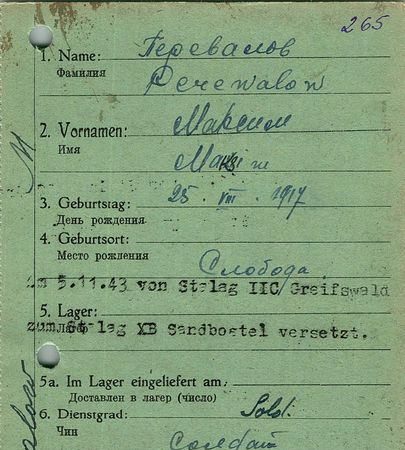 265
1. Name: Перевалов
Фамилия Perewalow
2. Vornamen: Максим
Имя Maxim
3. Geburtstag: 25. VIII. 1917
День рождения
4. Geburtsort:
Место рождения Слобода
am 5.11.43 von Stalag IIC Greifswald
5. Lager:
zum Stalag XB Sandbostel versetzt.
5a. Im Lager eingeliefert am:
Доставлен в лагер (число)
6. Dienstgrad: Sold.
Чин Солдат